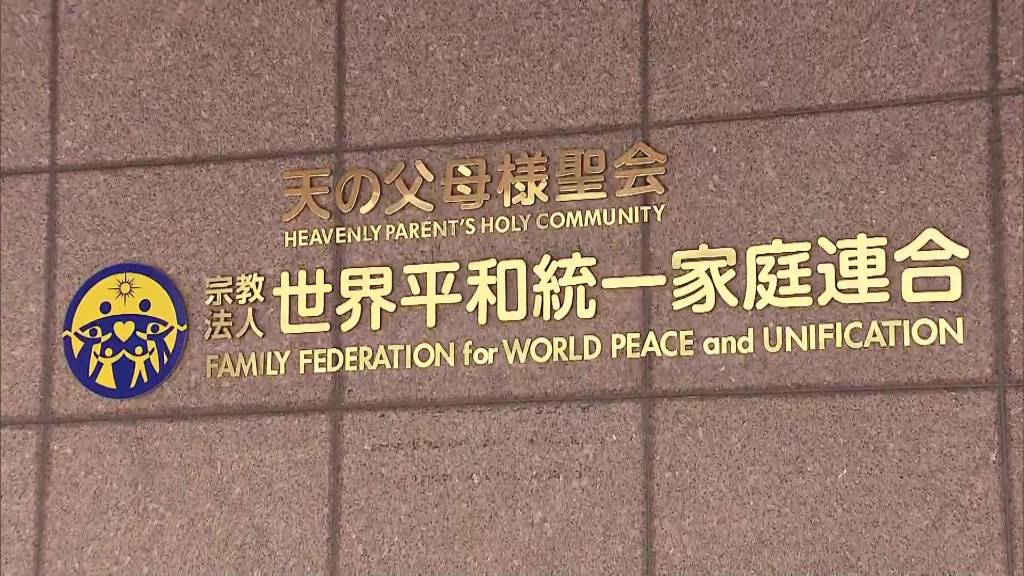 天の父母様聖会
HEAVENLY PARENT'S HOLY COMMUNITY
宗教法人 世界平和統一家庭連合
FAMILY FEDERATION for WORLD PEACE and UNIFICATION